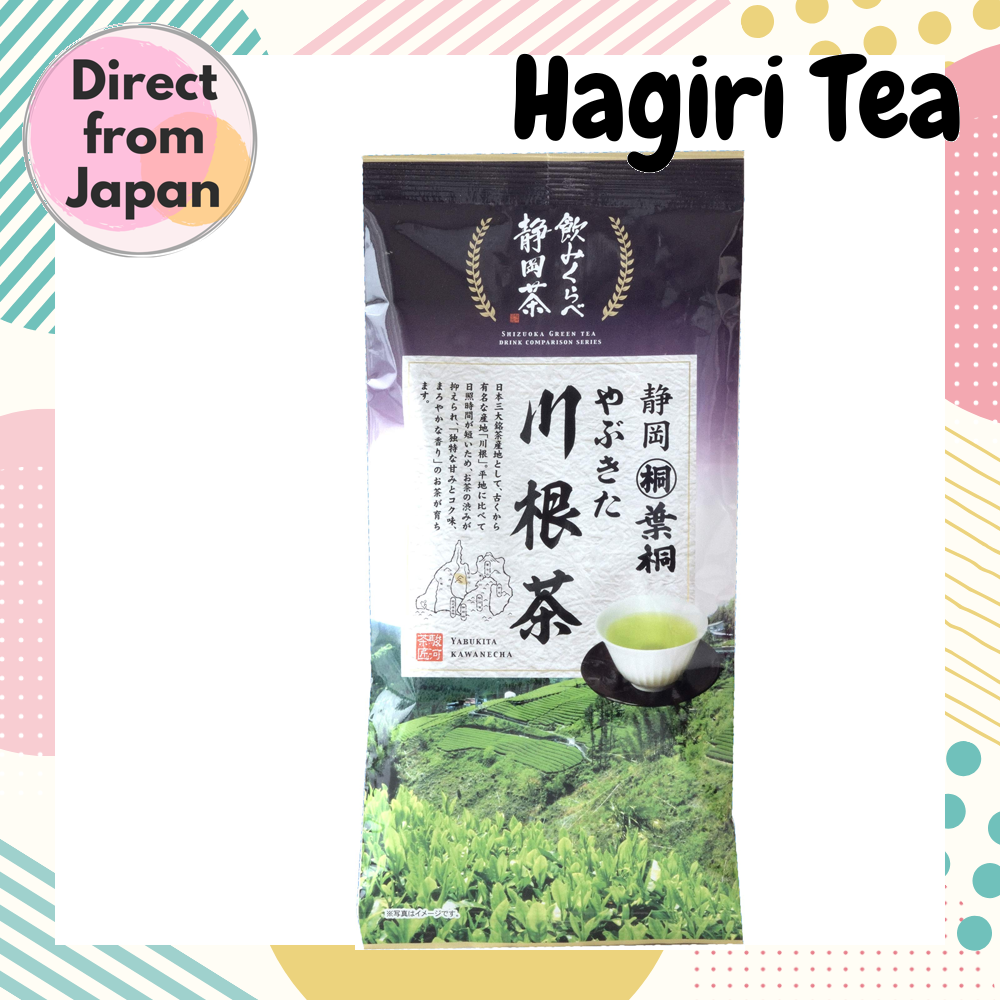 Direct
from
Japan
Hagiri Tea
飲みくらべ
静岡茶
SHIZUOKA GREEN TEA
DRINK COMPARISON SERIES
静岡㊀桐葉桐
やぶきた
川根茶
日本三大銘茶産地として、古くから
有名な産地「川根」。平地に比べて
日照時間が短いため、お茶の渋みが
抑えられ、「独特な甘みとコク味、
まろやかな香り」のお茶が育ち
ます。
駿河
茶匠
YABUKITA
KAWANECHA
※写真はイメージです。